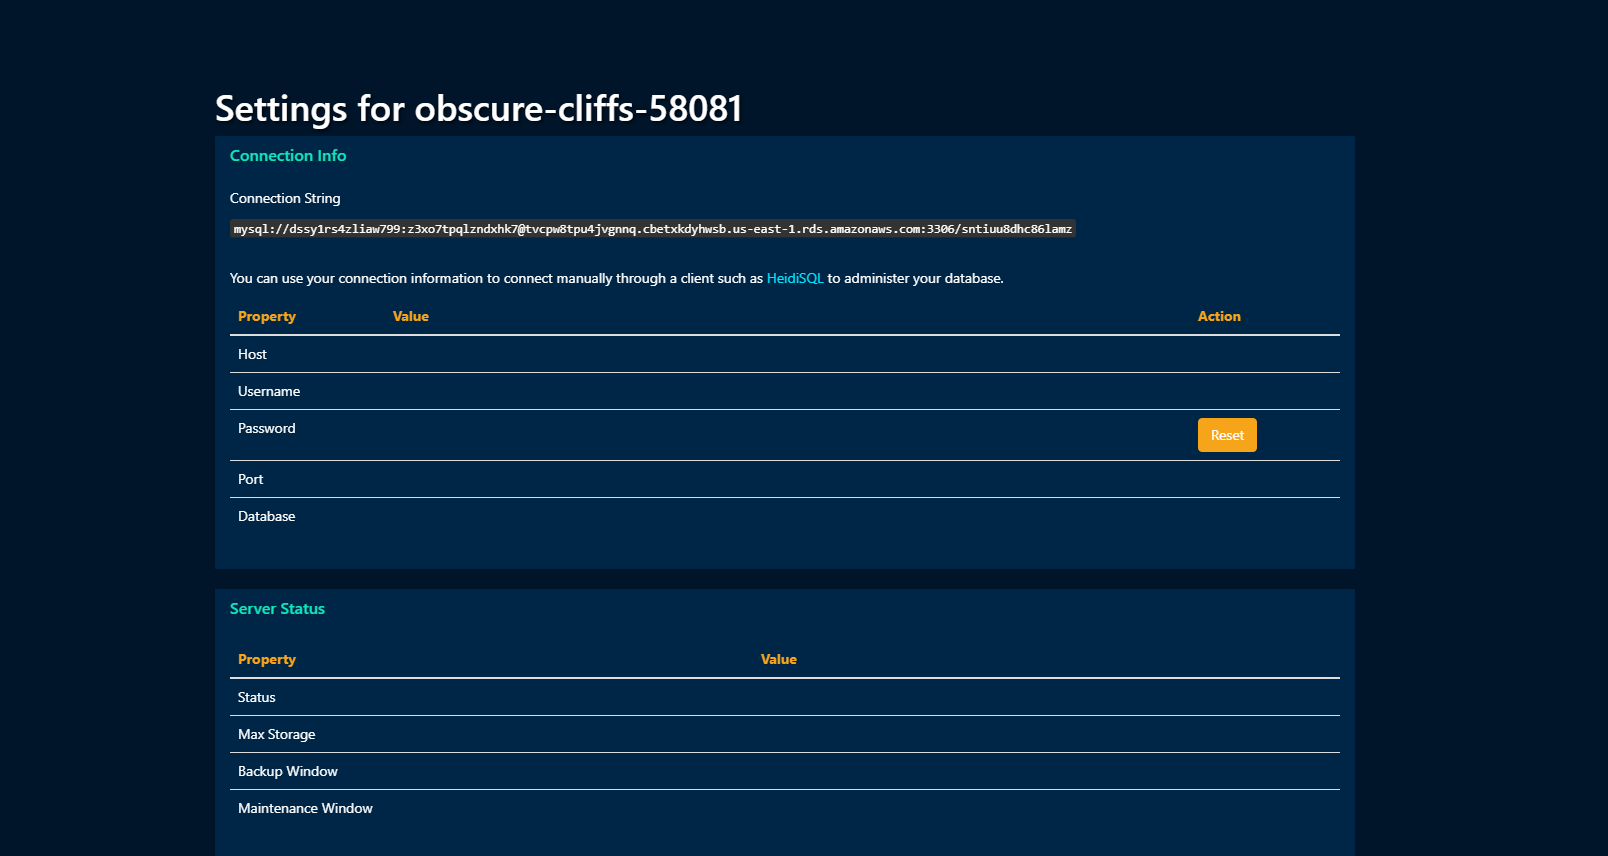 Settings for obscure-cliffs-58081
Connection Info
Connection String
mysql://dssy1rs4zliaw799:z3xo7tpqlzndxhk7@tvcpw8tpu4jvgnnq.cbetxkdyhwsb.us-east-1.rds.amazonaws.com:3306/sntiuu8dhc86lamz
You can use your connection information to connect manually through a client such as HeidiSQL to administer your database.
Property Value Action
Host
Username
Password Reset
Port
Database
Server Status
Property Value
Status
Max Storage
Backup Window
Maintenance Window